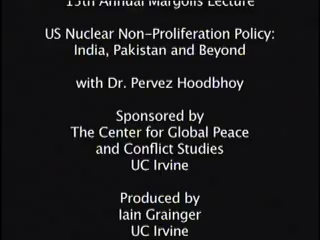 15th Annual Margolis Lecture
US Nuclear Non-Proliferation Policy:
India, Pakistan and Beyond
with Dr. Pervez Hoodbhoy
Sponsored by
The Center for Global Peace
and Conflict Studies
UC Irvine
Produced by
Iain Grainger
UC Irvine